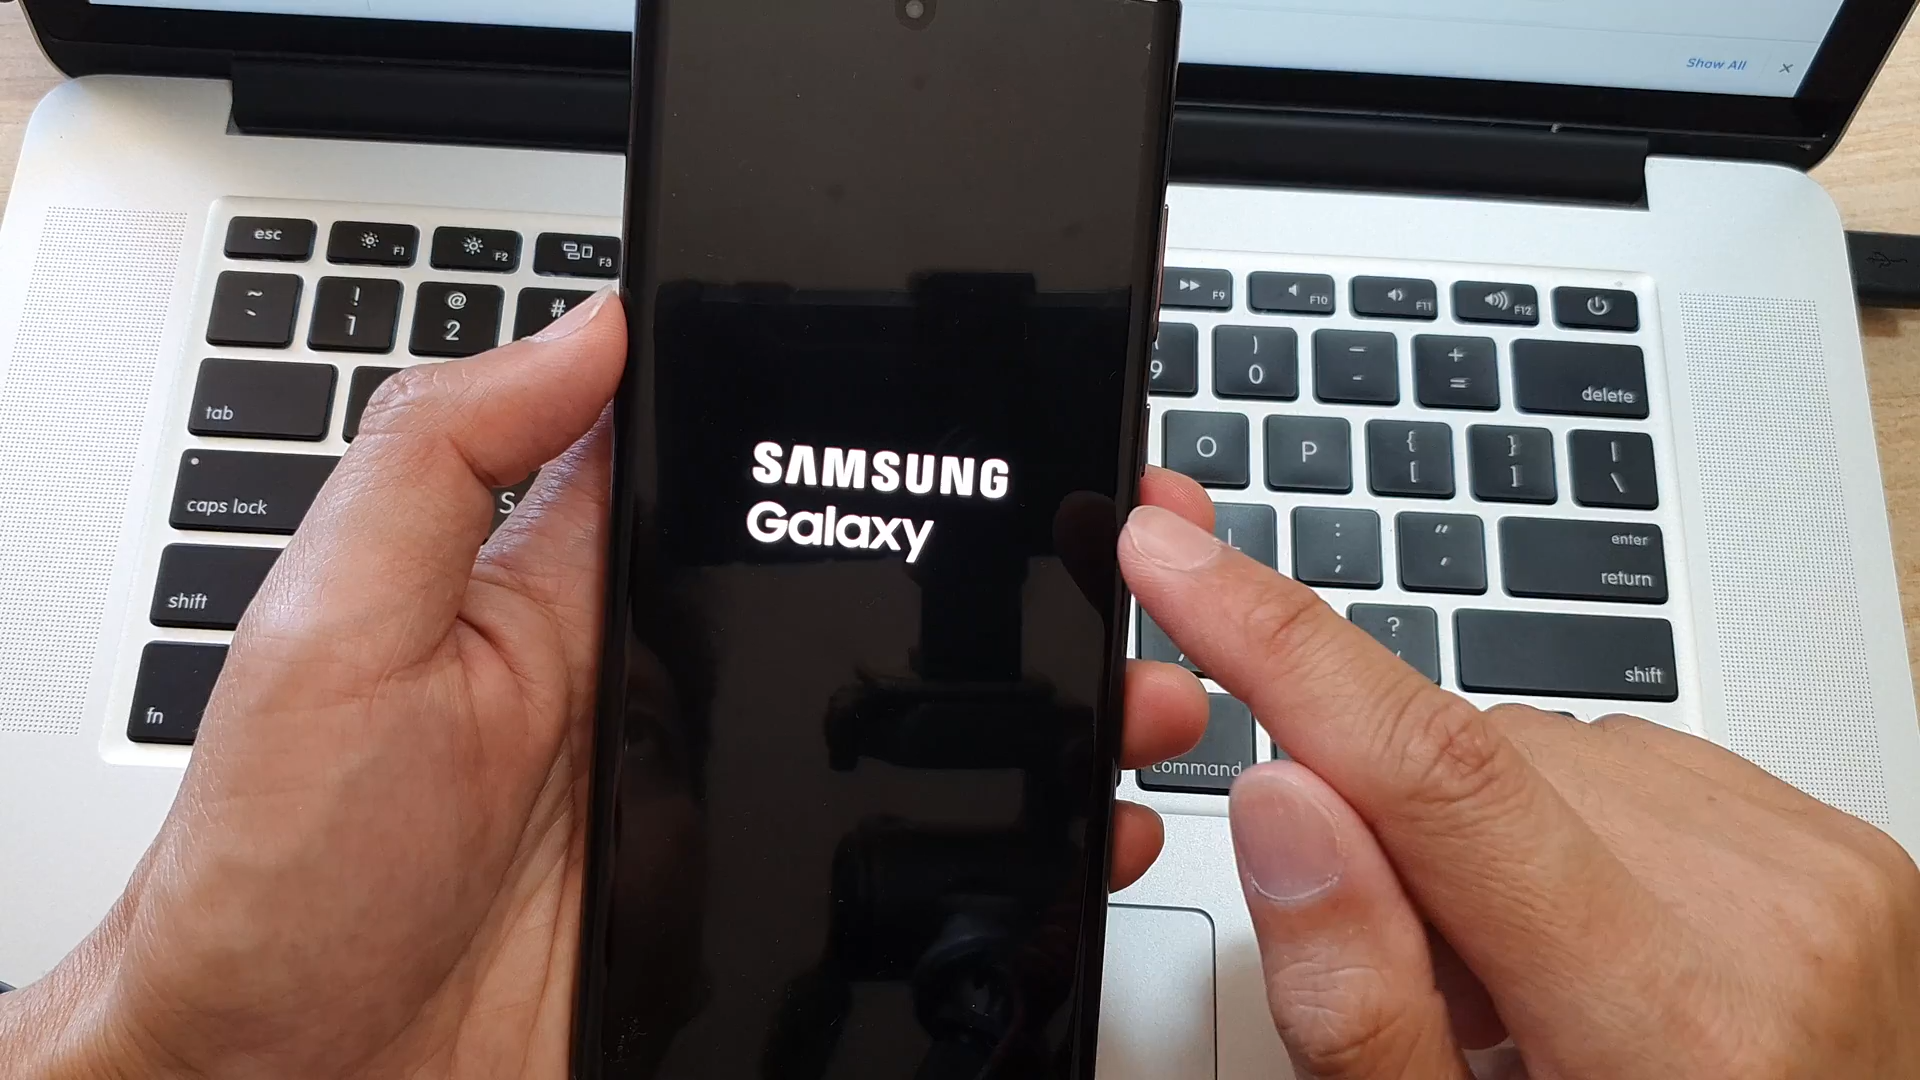 Show All ×
esc F1 F2 F3
F9 F10 F11 F12
~ `
! 1
@ 2
#
( 9
) 0
_ -
+ =
delete
tab
O P { [ } ] | \
caps lock S
L : ; " '
enter
return
shift
?
shift
fn
command
SAMSUNG
Galaxy